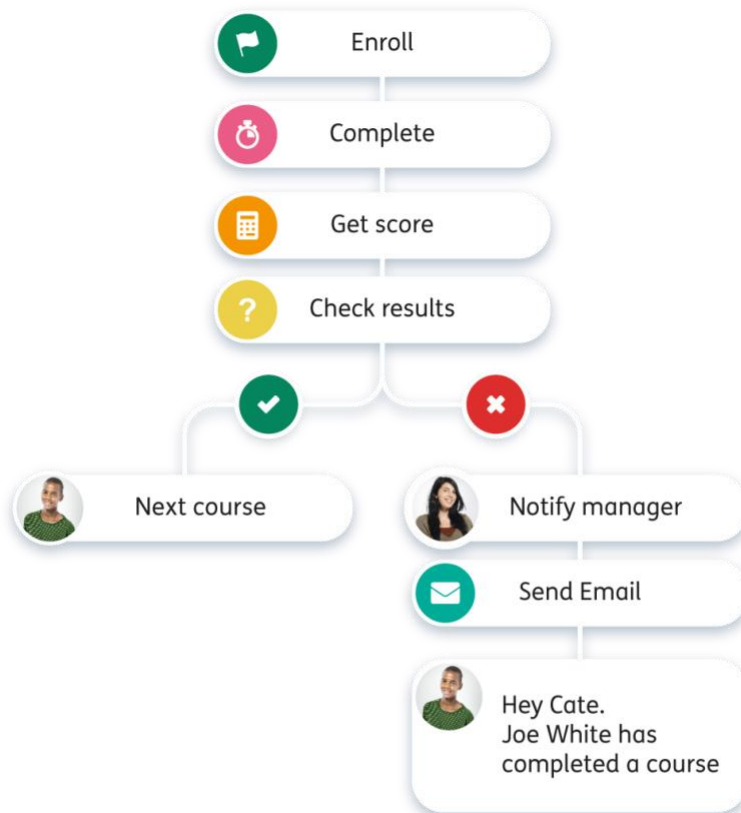 Enroll
Complete
Get score
?
Check results
Next course
Notify manager
Send Email
Hey Cate.
Joe White has
completed a course